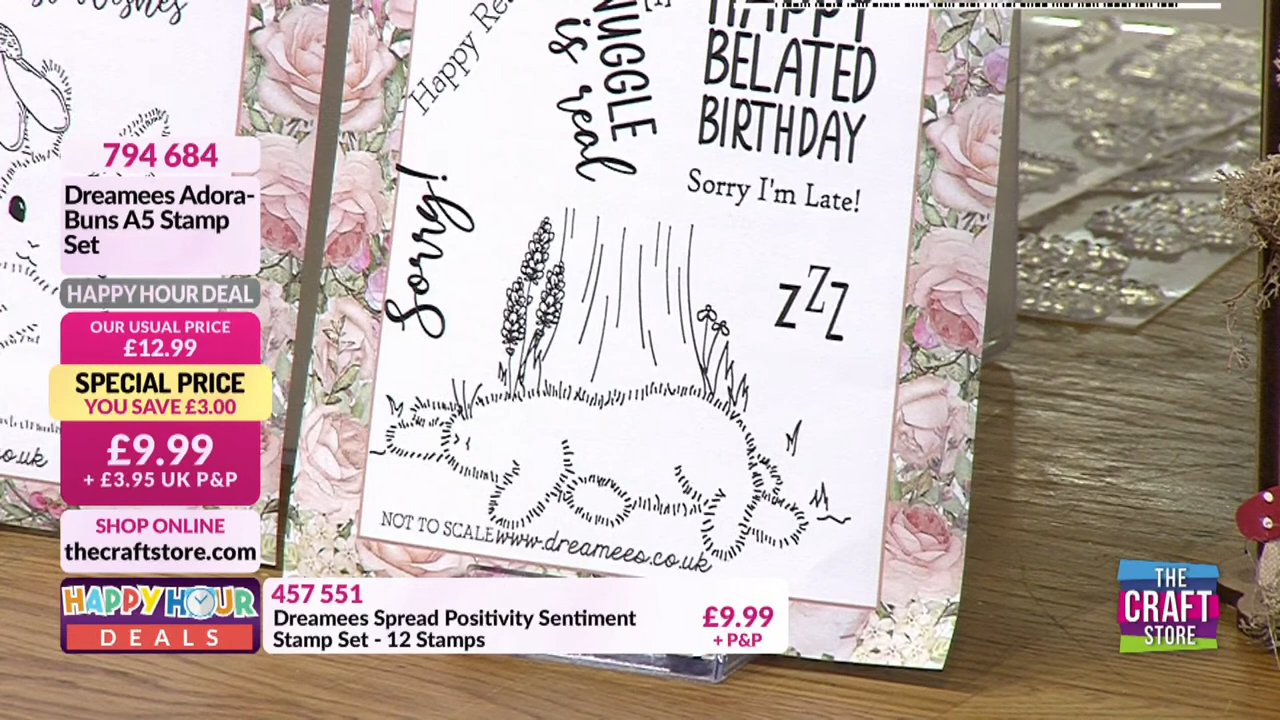 794 684
Dreamees Adora-
Buns A5 Stamp
Set
HAPPY HOUR DEAL
OUR USUAL PRICE
£12.99
SPECIAL PRICE
YOU SAVE £3.00
£9.99
+ £3.95 UK P&P
SHOP ONLINE
thecraftstore.com
HAPPY HOUR
DEALS
457 551
Dreamees Spread Positivity Sentiment
Stamp Set - 12 Stamps
£9.99
+ P&P
Happy
SNUGGLE
is real
HAPPY
BELATED
BIRTHDAY
Sorry I'm Late!
Sorry!
zZZ
NOT TO SCALE www.dreamees.co.uk
o.uk
THE
CRAFT
STORE